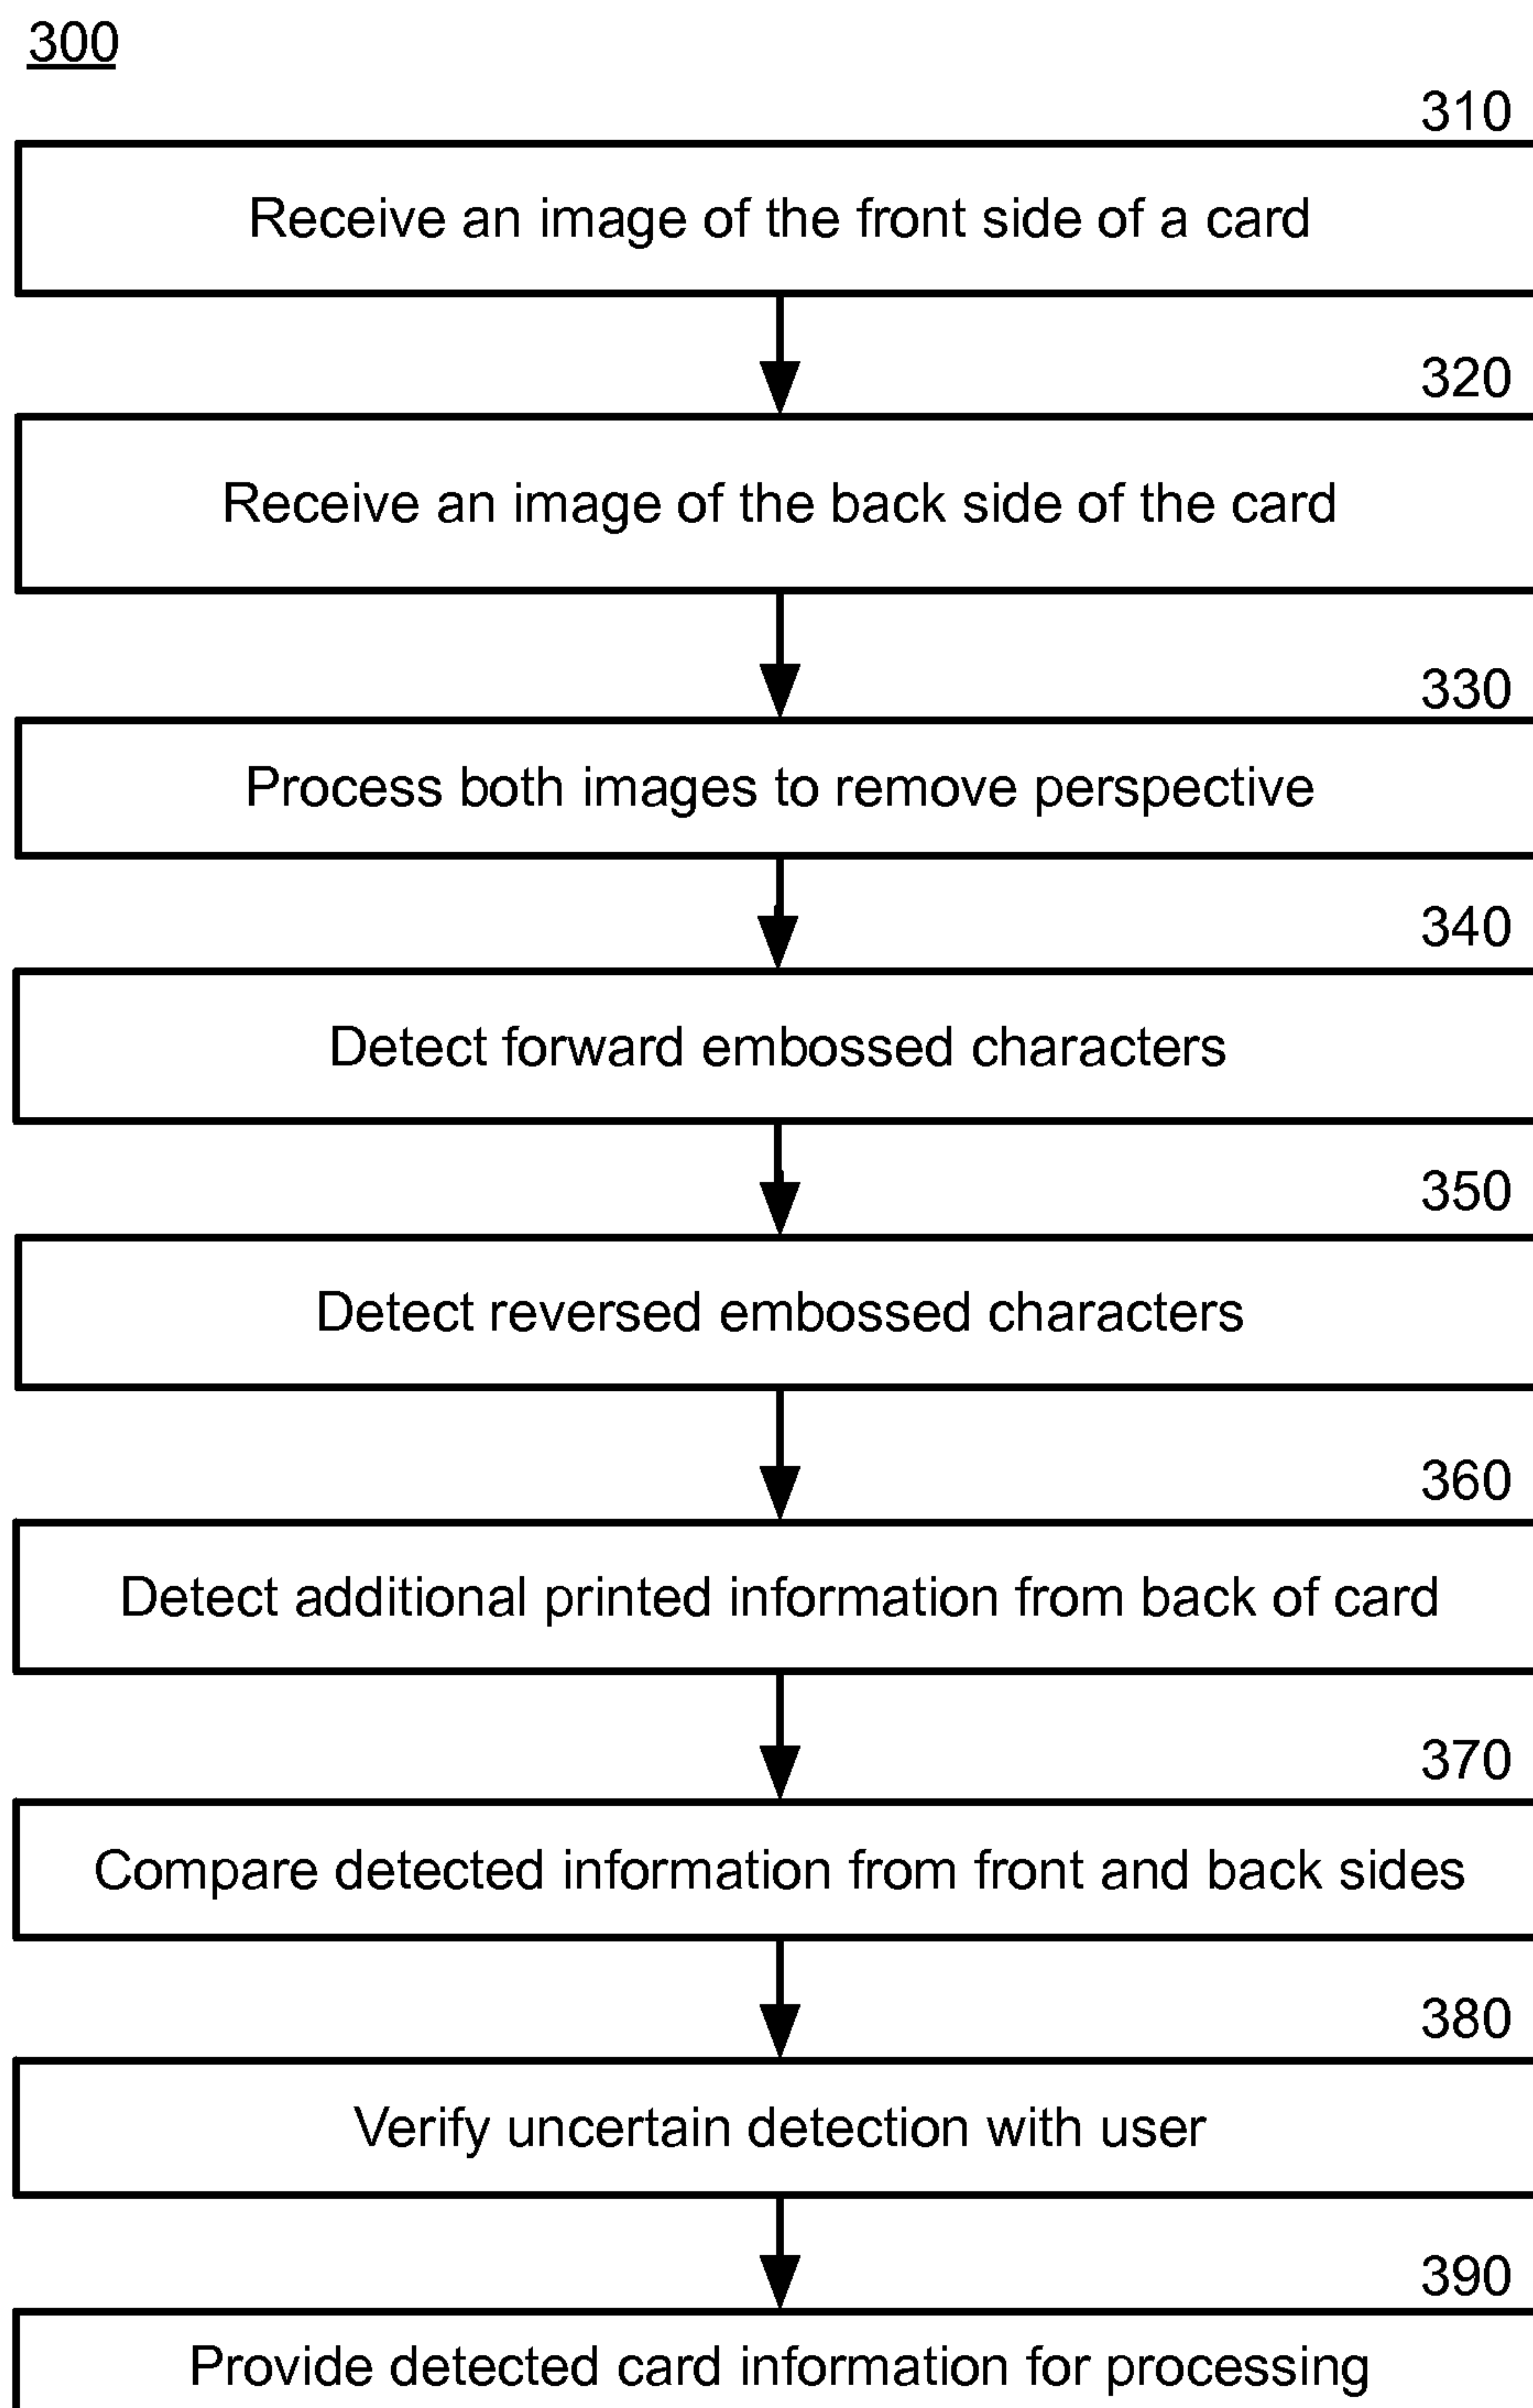 300
310
Receive an image of the front side of a card
320
Receive an image of the back side of the card
330
Process both images to remove perspective
340
Detect forward embossed characters
350
Detect reversed embossed characters
360
Detect additional printed information from back of card
370
Compare detected information from front and back sides
380
Verify uncertain detection with user
390
Provide detected card information for processing